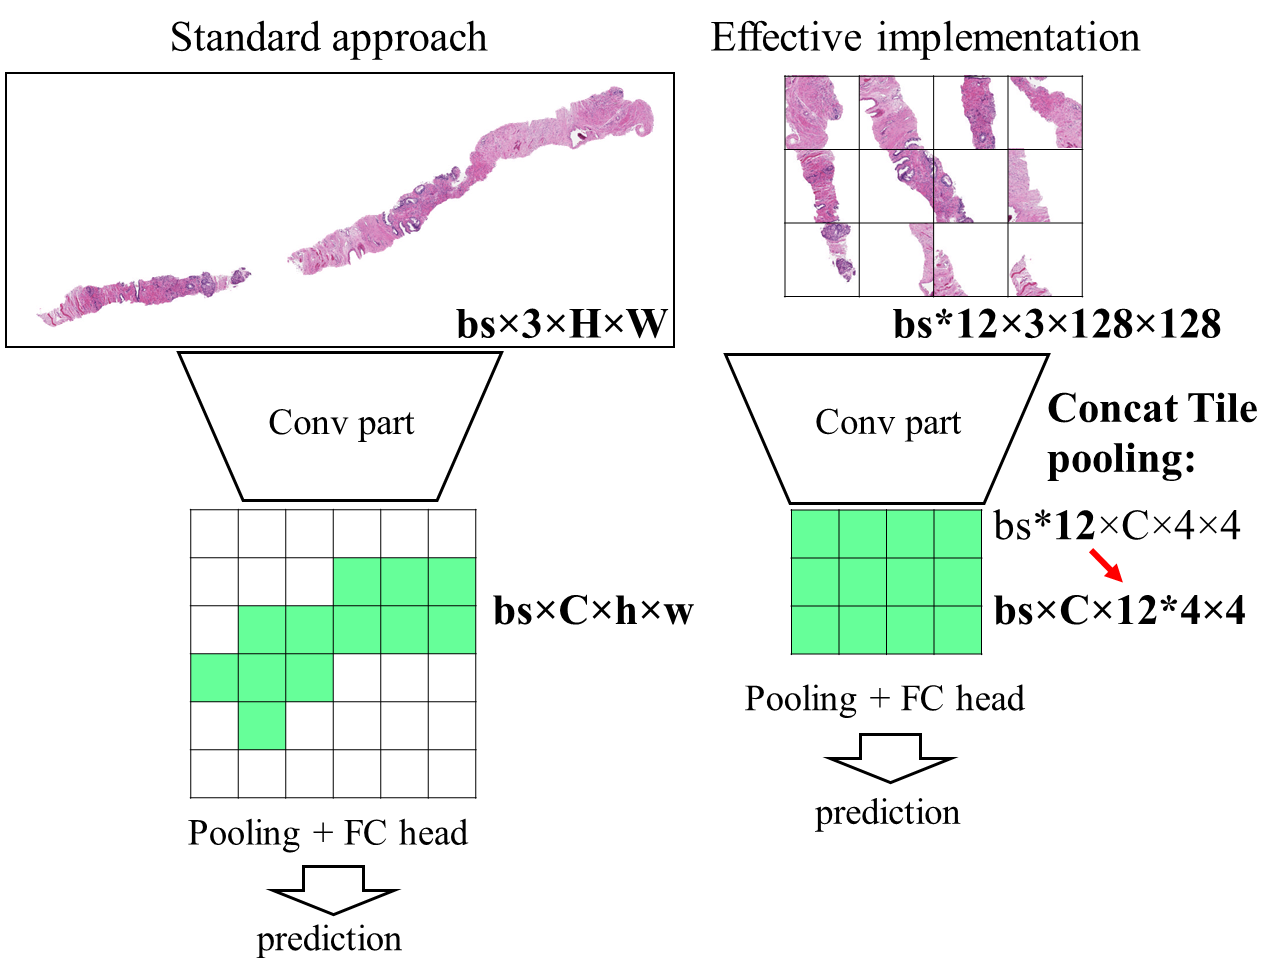 Standard approach
bs×3×H×W
Conv part
bs×C×h×w
Pooling + FC head
prediction
Effective implementation
bs*12×3×128×128
Conv part
Concat Tile
pooling:
bs*12×C×4×4
bs×C×12*4×4
Pooling + FC head
prediction